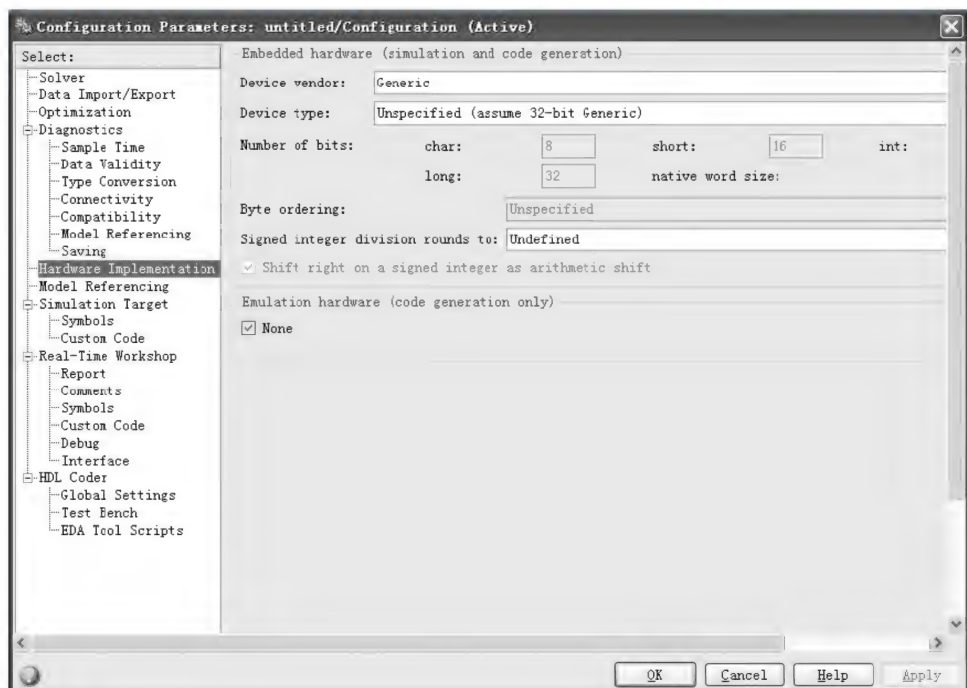 Configuration Parameters: untitled/Configuration (Active)
Select:
Solver
Data Import/Export
Optimization
Diagnostics
Sample Time
Data Validity
Type Conversion
Connectivity
Compatibility
Model Referencing
Saving
Hardware Implementation
Model Referencing
Simulation Target
Symbols
Custom Code
Real-Time Workshop
Report
Comments
Symbols
Custom Code
Debug
Interface
HDL Coder
Global Settings
Test Bench
EDA Tool Scripts
Embedded hardware (simulation and code generation)
Device vendor: Generic
Device type: Unspecified (assume 32-bit Generic)
Number of bits: char: 8 short: 16 int:
long: 32 native word size:
Byte ordering: Unspecified
Signed integer division rounds to: Undefined
Shift right on a signed integer as arithmetic shift
Emulation hardware (code generation only)
None
OK Cancel Help Apply